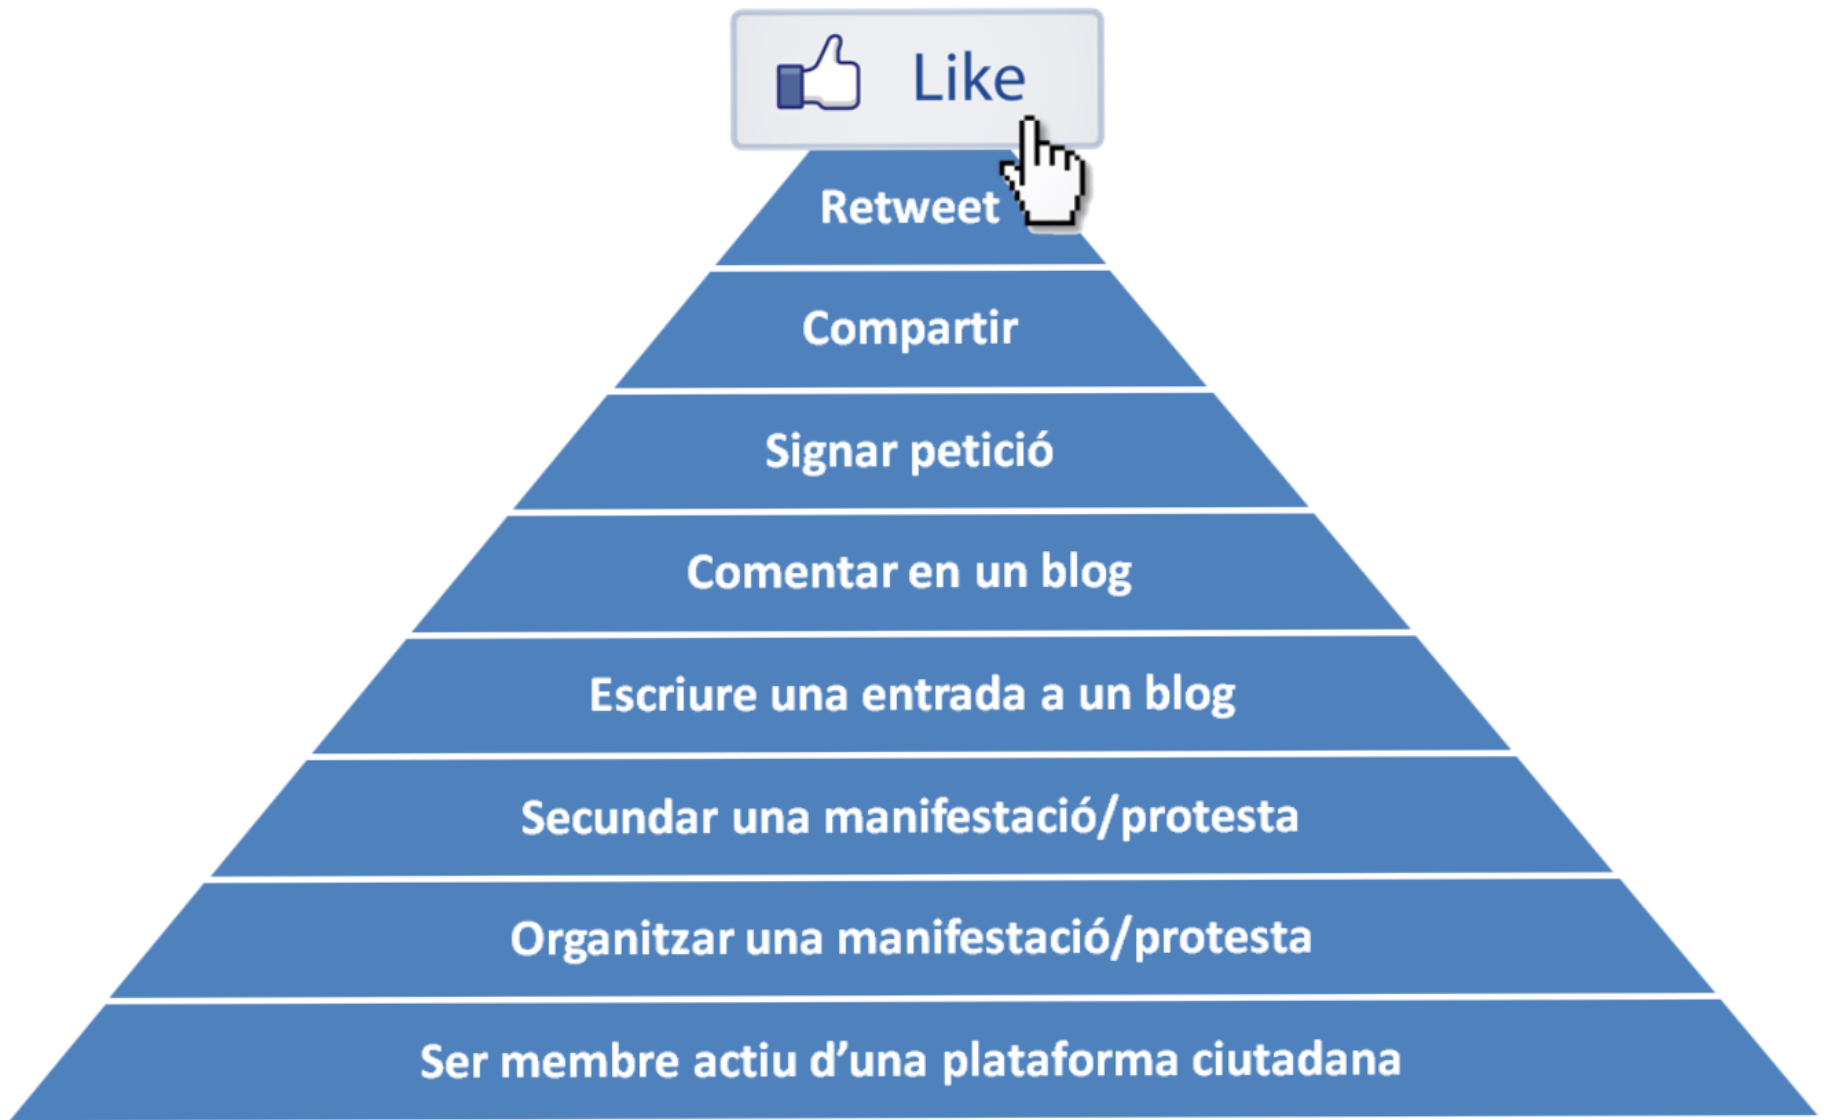 Like
Retweet
Compartir
Signar petició
Comentar en un blog
Escriure una entrada a un blog
Secundar una manifestació/protesta
Organitzar una manifestació/protesta
Ser membre actiu d’una plataforma ciutadana